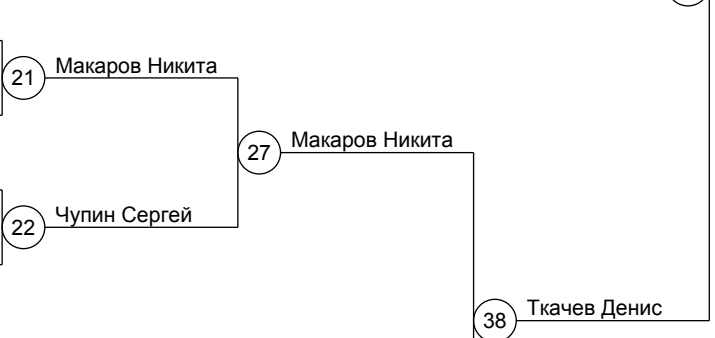 21 Макаров Никита
27 Макаров Никита
22 Чупин Сергей
38 Ткачев Денис